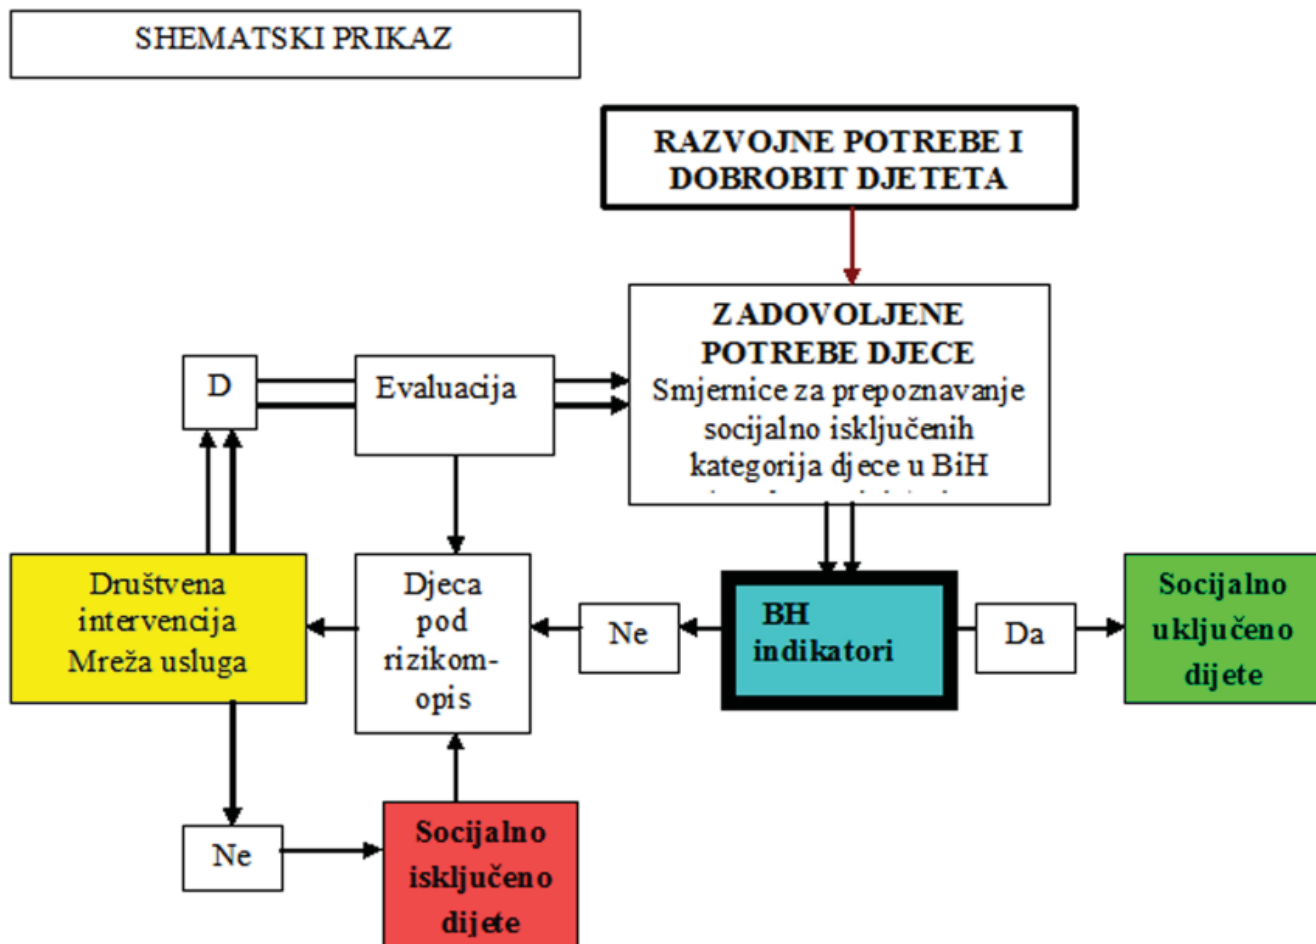 SHEMATSKI PRIKAZ
RAZVOJNE POTREBE I
DOBROBIT DJETETA
ZADOVOLJENE
POTREBE DJECE
Smjernice za prepoznavanje
socijalno isključenih
kategorija djece u BiH
D
Evaluacija
Društvena
intervencija
Mreža usluga
Djeca
pod
rizikom-
opis
Ne
BH
indikatori
Da
Socijalno
uključeno
dijete
Ne
Socijalno
isključeno
dijete